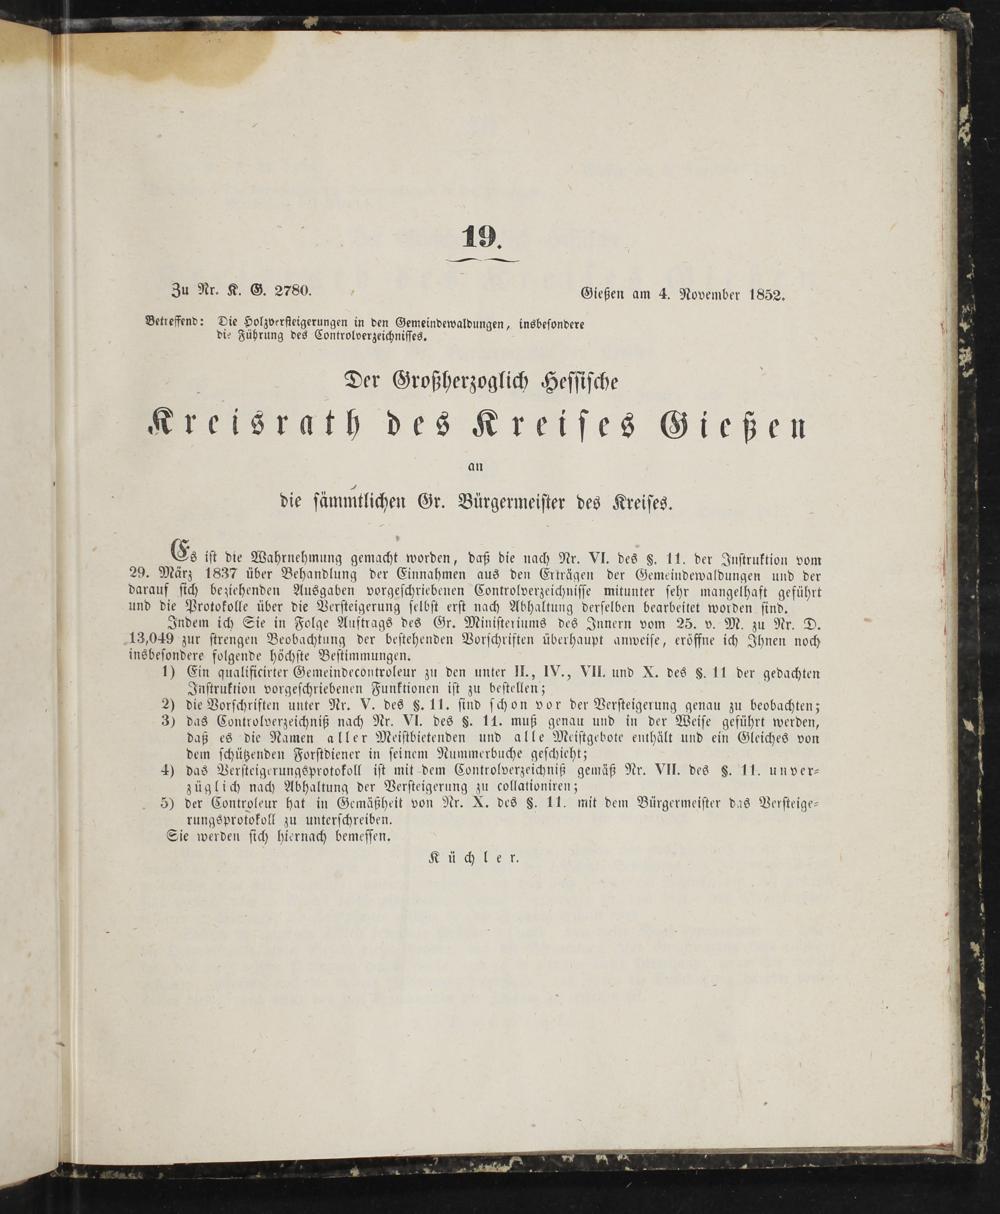 19.
Zu Nr. K. G. 2780.
Gießen am 4. November 1852.
Betreffend: Die Holzversteigerungen in den Gemeindewaldungen, insbesondere
die Führung des Controlverzeichnisses.
Der Großherzoglich Hessische
Kreisrath des Kreises Gießen
an
die sämmtlichen Gr. Bürgermeister des Kreises.
Es ist die Wahrnehmung gemacht worden, daß die nach Nr. VI. des §. 11. der Instruktion vom
29. März 1837 über Behandlung der Einnahmen aus den Erträgen der Gemeindewaldungen und der
darauf sich beziehenden Ausgaben vorgeschriebenen Controlverzeichnisse mitunter sehr mangelhaft geführt
und die Protokolle über die Versteigerung selbst erst nach Abhaltung derselben bearbeitet worden sind.
Indem ich Sie in Folge Auftrags des Gr. Ministeriums des Innern vom 25. v. M. zu Nr. D.
13,049 zur strengen Beobachtung der bestehenden Vorschriften überhaupt anweise, eröffne ich Ihnen noch
insbesondere folgende höchste Bestimmungen.
1) Ein qualificirter Gemeindecontroleur zu den unter II., IV., VII. und X. des §. 11 der gedachten
Instruktion vorgeschriebenen Funktionen ist zu bestellen;
2) die Vorschriften unter Nr. V. des §. 11. sind schon vor der Versteigerung genau zu beobachten;
3) das Controlverzeichniß nach Nr. VI. des §. 11. muß genau und in der Weise geführt werden,
daß es die Namen aller Meistbietenden und alle Meistgebote enthält und ein Gleiches von
dem schützenden Forstdiener in seinem Nummerbuche geschieht;
4) das Versteigerungsprotokoll ist mit dem Controlverzeichniß gemäß Nr. VII. des §. 11. unver-
züglich nach Abhaltung der Versteigerung zu collationiren;
5) der Controleur hat in Gemäßheit von Nr. X. des §. 11. mit dem Bürgermeister das Versteige-
rungsprotokoll zu unterschreiben.
Sie werden sich hiernach bemessen.
Küchler.